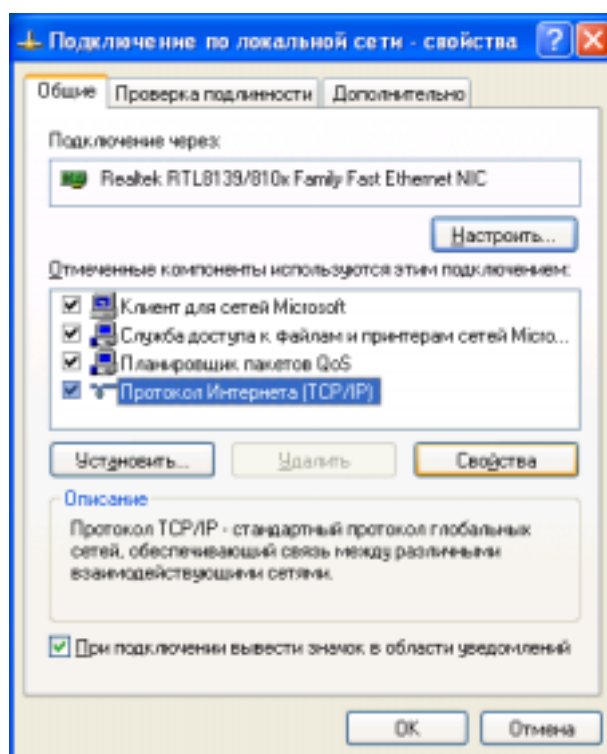 Подключение по локальной сети - свойства
Общие Проверка подлинности Дополнительно
Подключение через:
Realtek RTL8139/810x Family Fast Ethernet NIC
Настроить...
Отмеченные компоненты используются этим подключением:
Клиент для сетей Microsoft
Служба доступа к файлам и принтерам сетей Micro...
Планировщик пакетов QoS
Протокол Интернета (TCP/IP)
Установить... Удалить Свойства
Описание
Протокол TCP/IP - стандартный протокол глобальных
сетей, обеспечивающий связь между различными
взаимодействующими сетями.
При подключении вывести значок в области уведомлений
OK Отмена